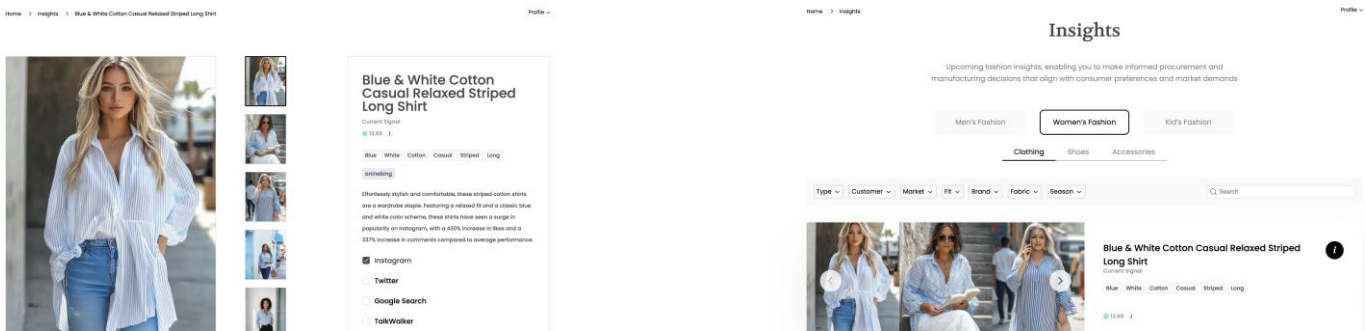 Home > Insights > Blue & White Cotton Casual Relaxed Striped Long Shirt
Profile
Blue & White Cotton
Casual Relaxed Striped
Long Shirt
Current Signal
13.89 i
Blue White Cotton Casual Striped Long
aninebing
Effortlessly stylish and comfortable, these striped cotton shirts
are a wardrobe staple. Featuring a relaxed fit and a classic blue
and white color scheme, these shirts have seen a surge in
popularity on Instagram, with a 430% increase in likes and a
337% increase in comments compared to average performance.
Instagram
Twitter
Google Search
TalkWalker
Home > Insights
Profile
Insights
Upcoming fashion insights, enabling you to make informed procurement and
manufacturing decisions that align with consumer preferences and market demands
Men's Fashion Women's Fashion Kid's Fashion
Clothing Shoes Accessories
Type Customer Market Fit Brand Fabric Season Search
Blue & White Cotton Casual Relaxed Striped
Long Shirt
i
Current Signal
Blue White Cotton Casual Striped Long
13.89 i